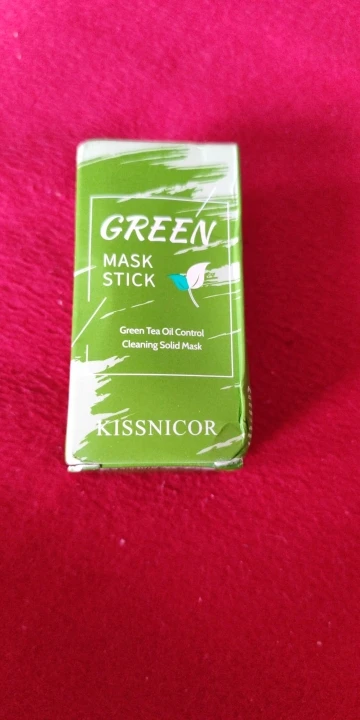 GREEN
MASK
STICK
Green Tea Oil Control
Cleaning Solid Mask
KISSNICOR